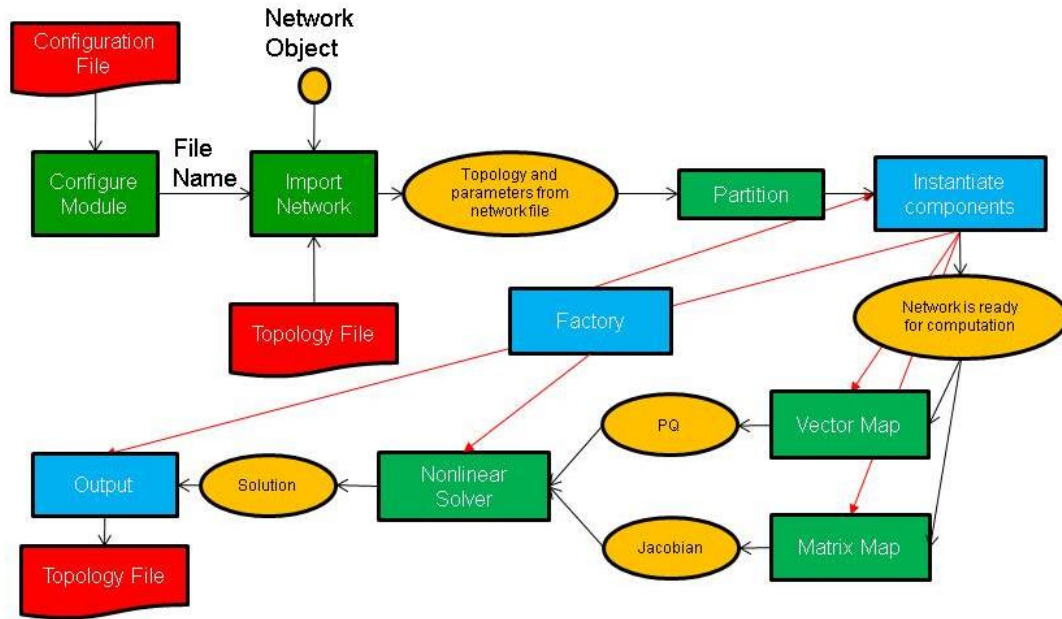 Configuration
File
Network
Object
File
Name
Configure
Module
Import
Network
Topology and
parameters from
network file
Partition
Instantiate
components
Topology File
Factory
Network is ready
for computation
PQ
Vector Map
Output
Solution
Nonlinear
Solver
Jacobian
Matrix Map
Topology File